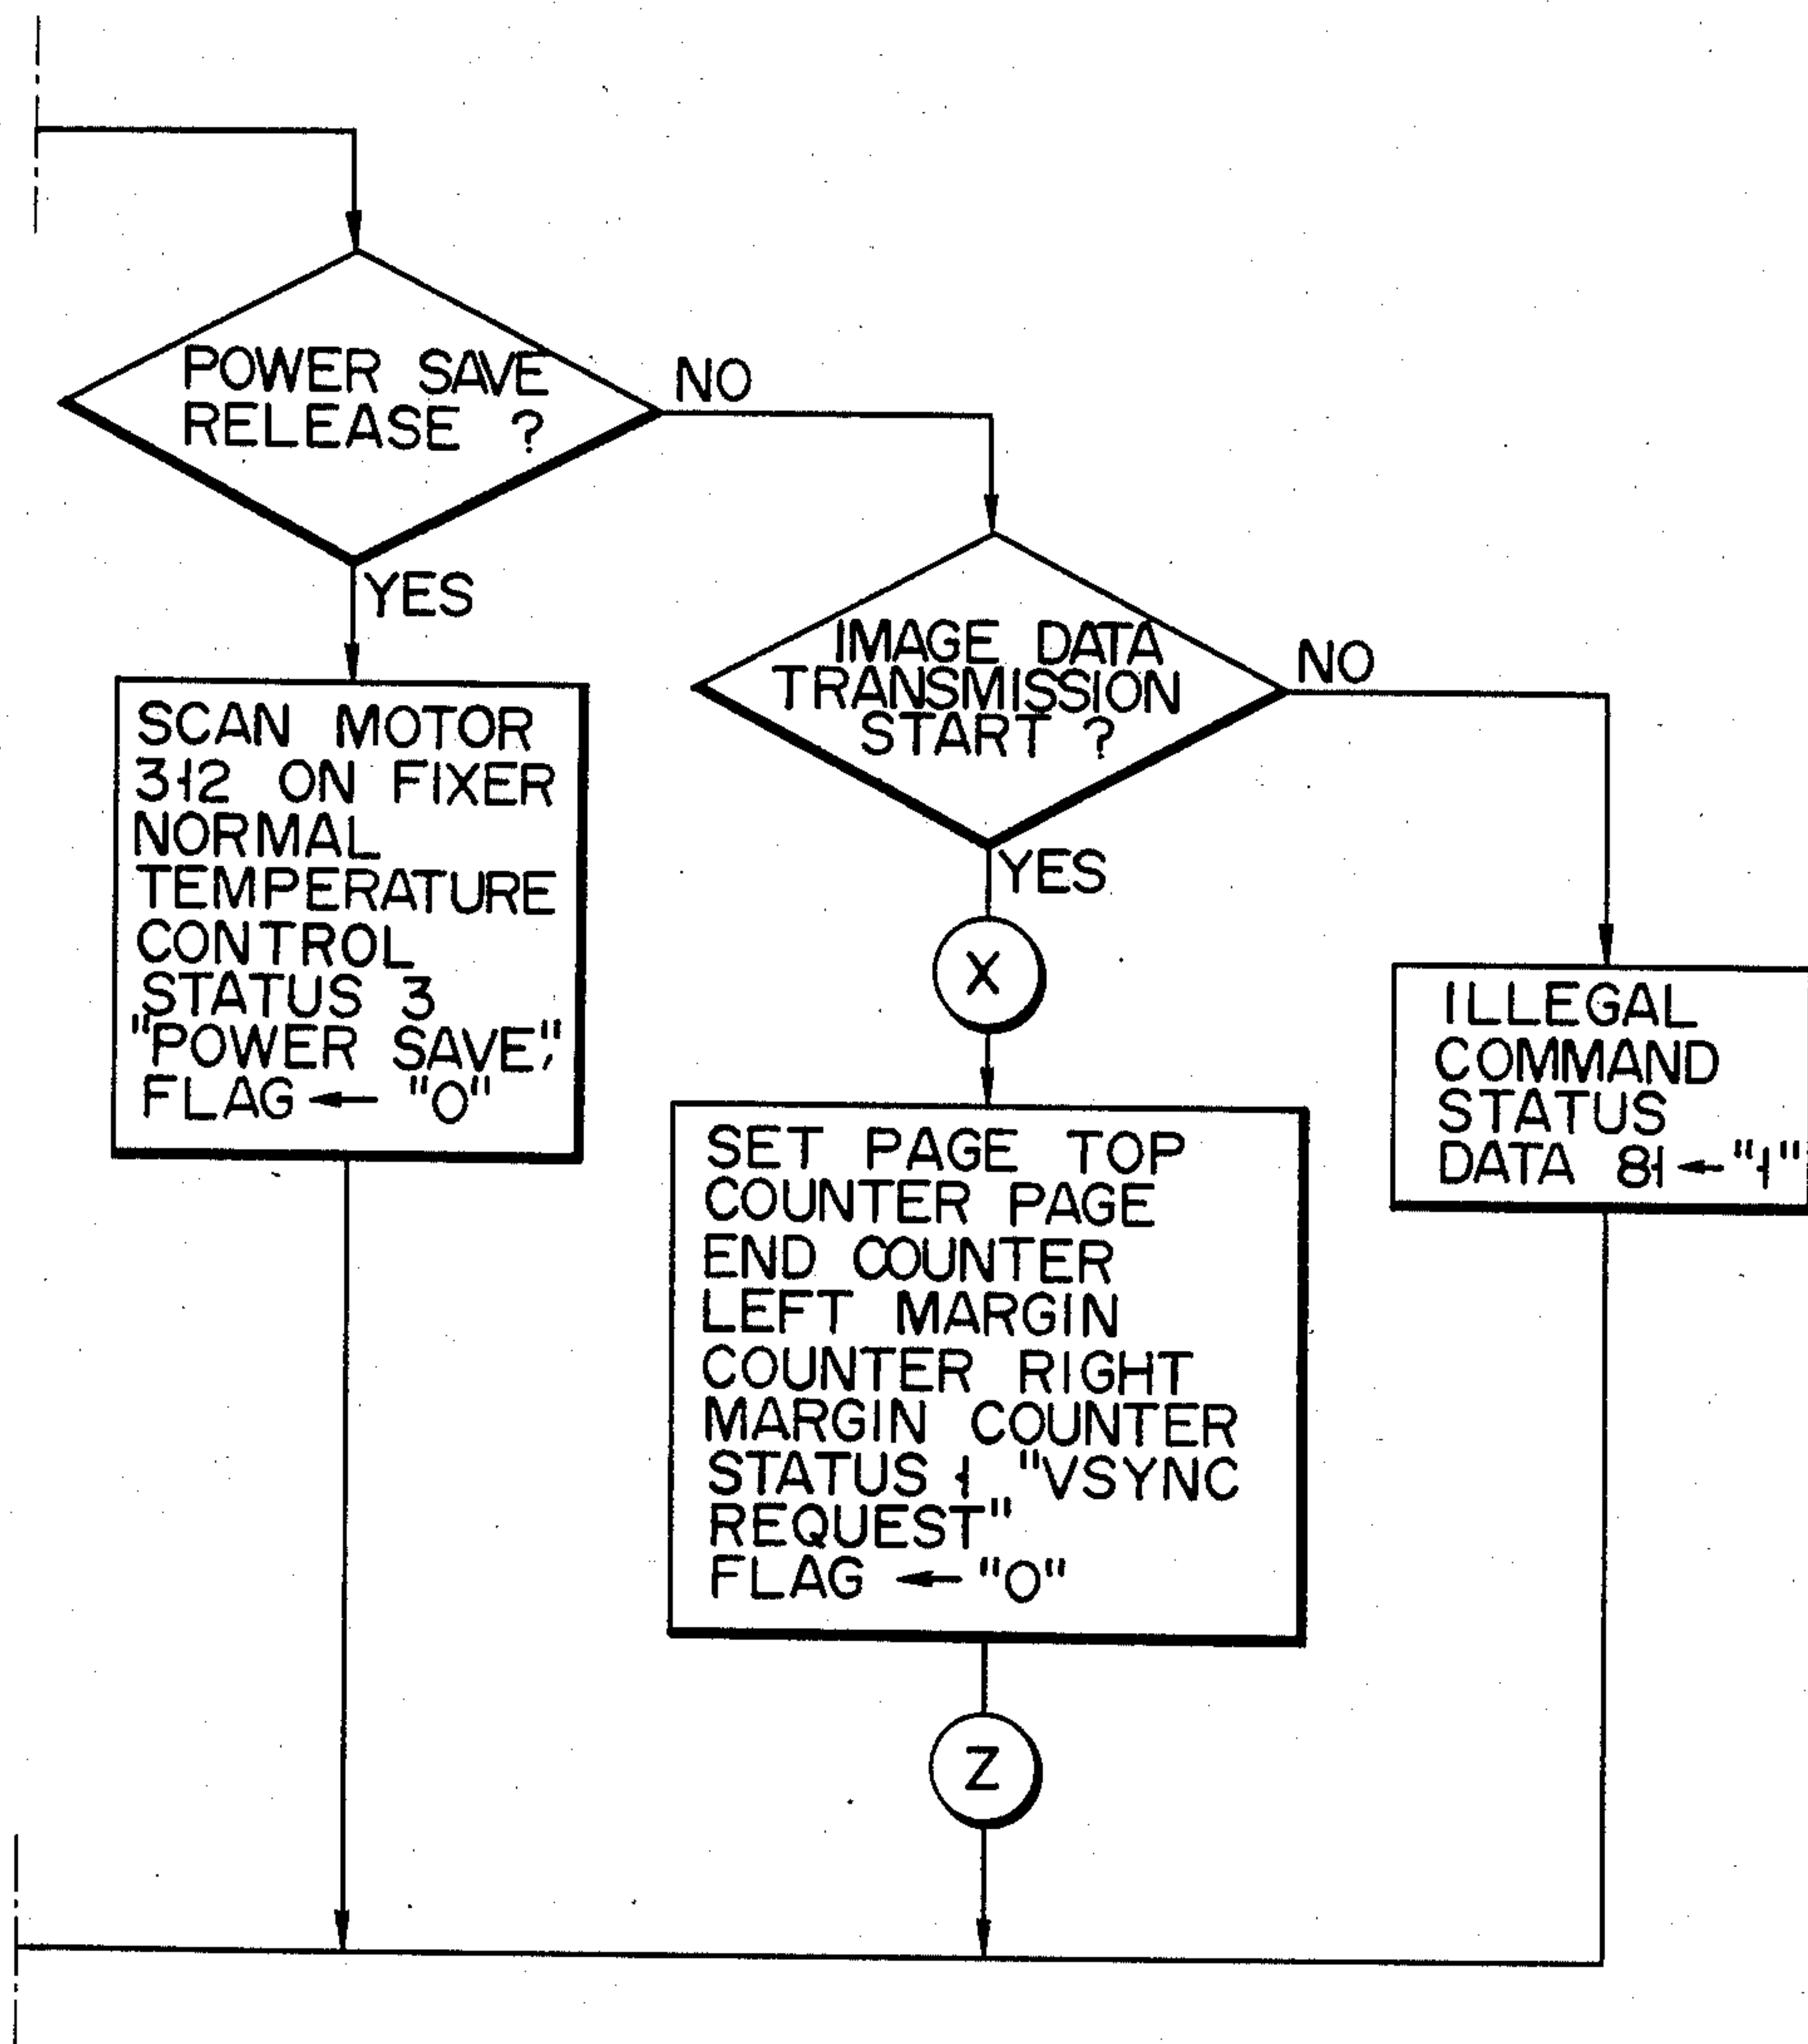 POWER SAVE
RELEASE ?
NO
YES
SCAN MOTOR
312 ON FIXER
NORMAL
TEMPERATURE
CONTROL
STATUS 3
"POWER SAVE,"
FLAG ← "0"
IMAGE DATA
TRANSMISSION
START ?
NO
YES
X
SET PAGE TOP
COUNTER PAGE
END COUNTER
LEFT MARGIN
COUNTER RIGHT
MARGIN COUNTER
STATUS 1 "VSYNC
REQUEST"
FLAG ← "0"
Z
ILLEGAL
COMMAND
STATUS
DATA 81 ← "1"